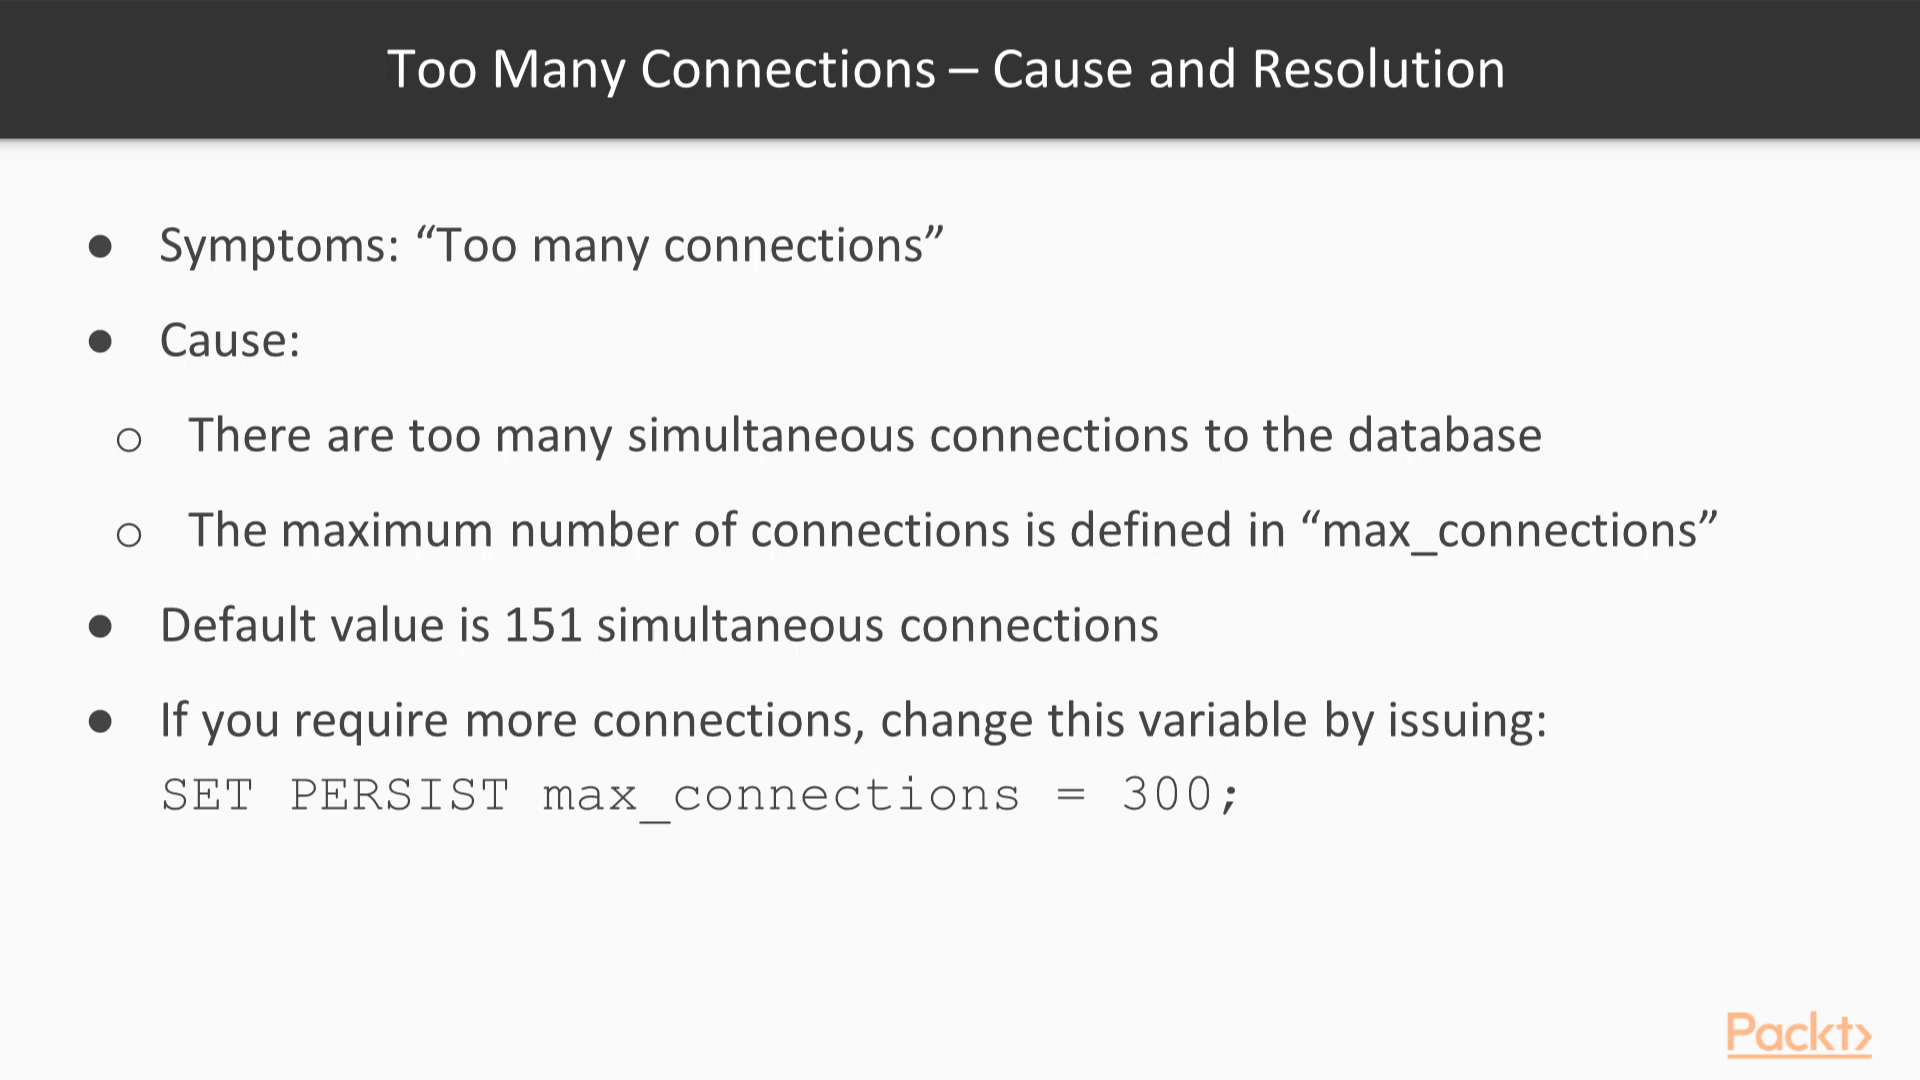 Too Many Connections – Cause and Resolution
● Symptoms: “Too many connections”
● Cause:
○ There are too many simultaneous connections to the database
○ The maximum number of connections is defined in “max_connections”
● Default value is 151 simultaneous connections
● If you require more connections, change this variable by issuing:
SET PERSIST max_connections = 300;
Packt>